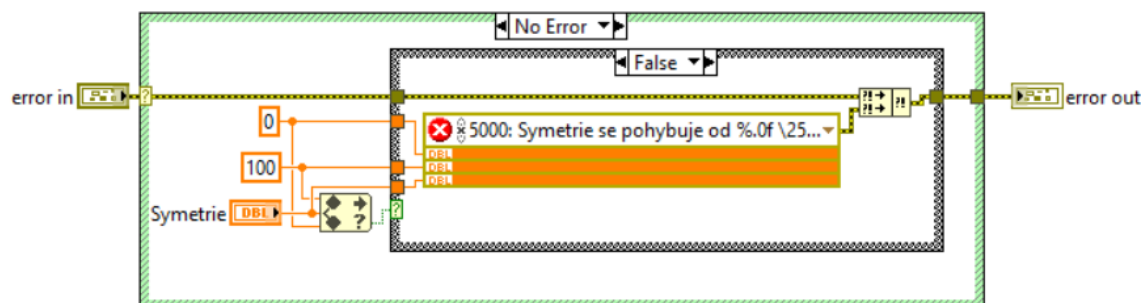 No Error
False
error in
error out
0
5000: Symetrie se pohybuje od %.0f \25...
DBL
100
DBL
DBL
Symetrie
DBL